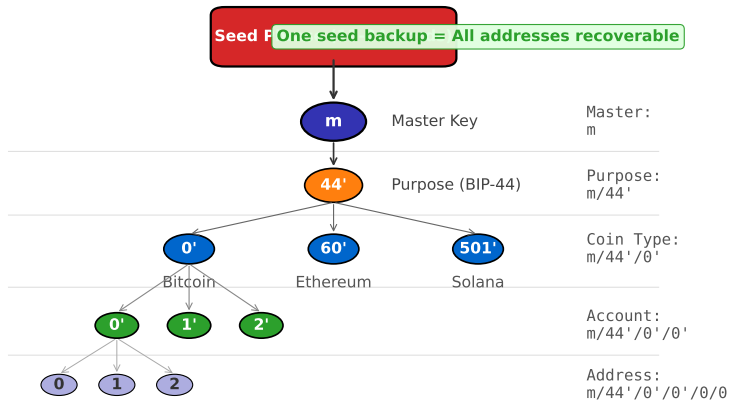 Seed
One seed backup = All addresses recoverable
m
Master Key
Master:
m
44'
Purpose (BIP-44)
Purpose:
m/44'
0'
60'
501'
Bitcoin
Ethereum
Solana
Coin Type:
m/44'/0'
0'
1'
2'
Account:
m/44'/0'/0'
0
1
2
Address:
m/44'/0'/0'/0/0